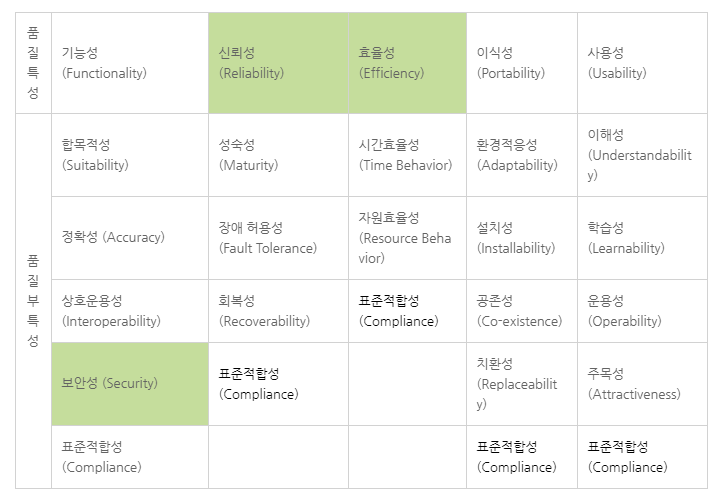 품
질
특
성
기능성
(Functionality)
신뢰성
(Reliability)
효율성
(Efficiency)
이식성
(Portability)
사용성
(Usability)
품
질
부
특
성
합목적성
(Suitability)
성숙성
(Maturity)
시간효율성
(Time Behavior)
환경적응성
(Adaptability)
이해성
(Understandabilit
y)
정확성 (Accuracy)
장애 허용성
(Fault Tolerance)
자원효율성
(Resource Beha
vior)
설치성
(Installability)
학습성
(Learnability)
상호운용성
(Interoperability)
회복성
(Recoverability)
표준적합성
(Compliance)
공존성
(Co-existence)
운용성
(Operability)
보안성 (Security)
표준적합성
(Compliance)
치환성
(Replaceabilit
y)
주목성
(Attractiveness)
표준적합성
(Compliance)
표준적합성
(Compliance)
표준적합성
(Compliance)